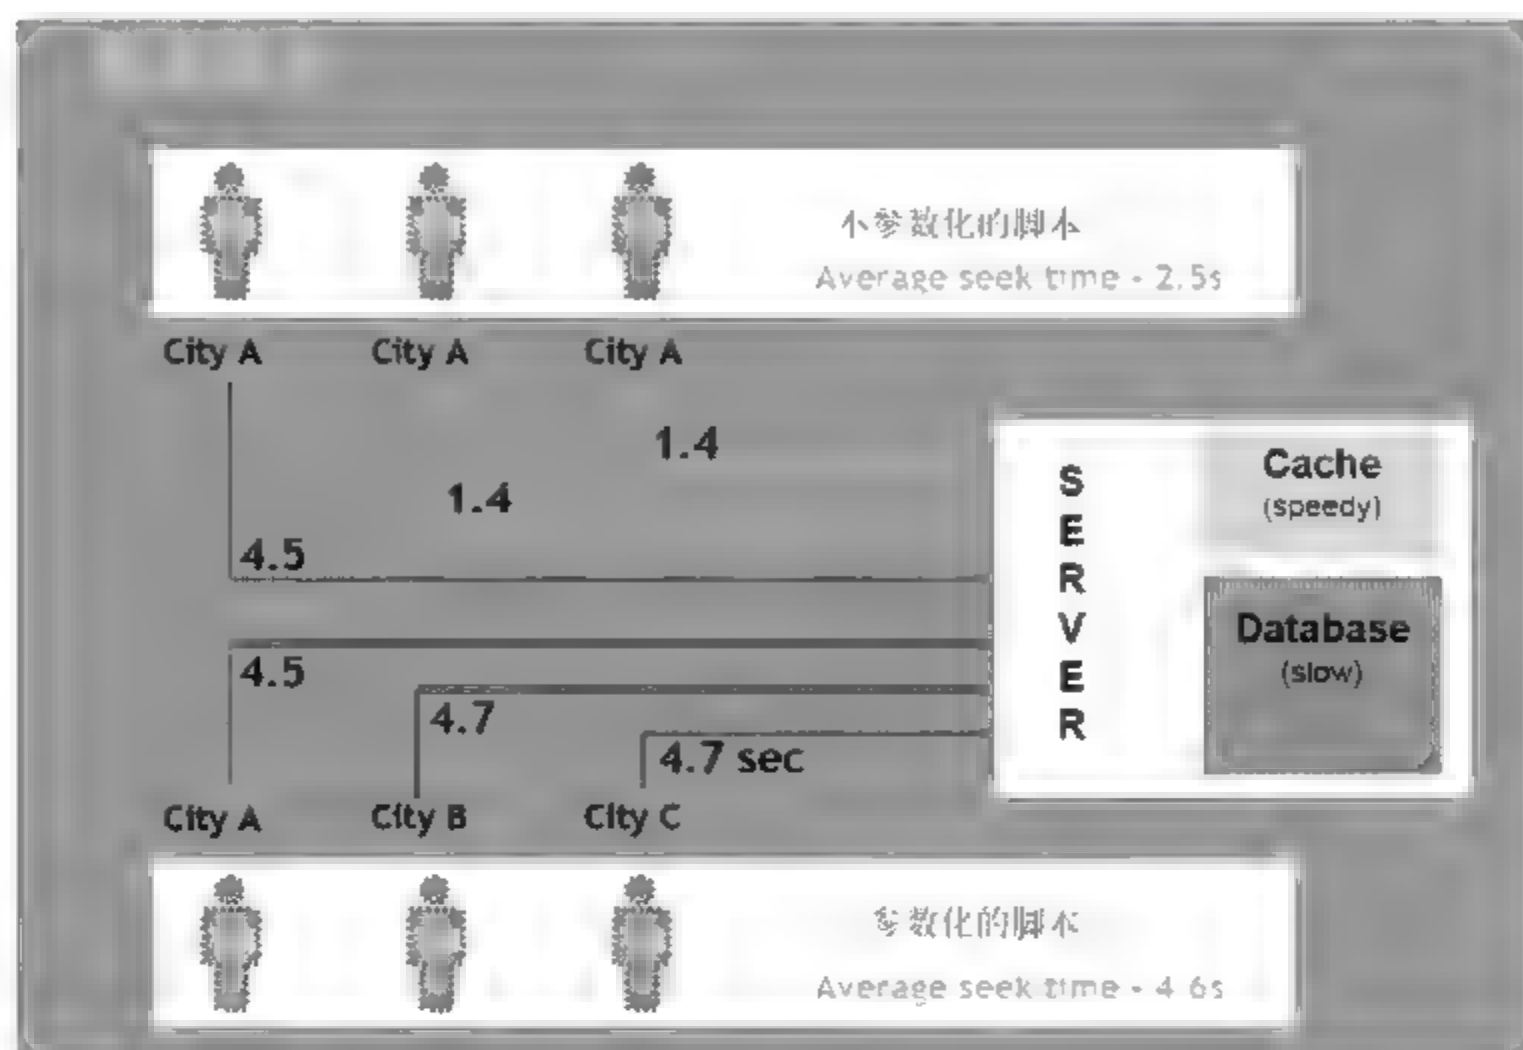 不参数化的脚本
Average seek time - 2.5s
City A City A City A
1.4
1.4
4.5
4.5
4.7
4.7 sec
City A City B City C
S
E
R
V
E
R
Cache
(speedy)
Database
(slow)
参数化的脚本
Average seek time - 4.6s